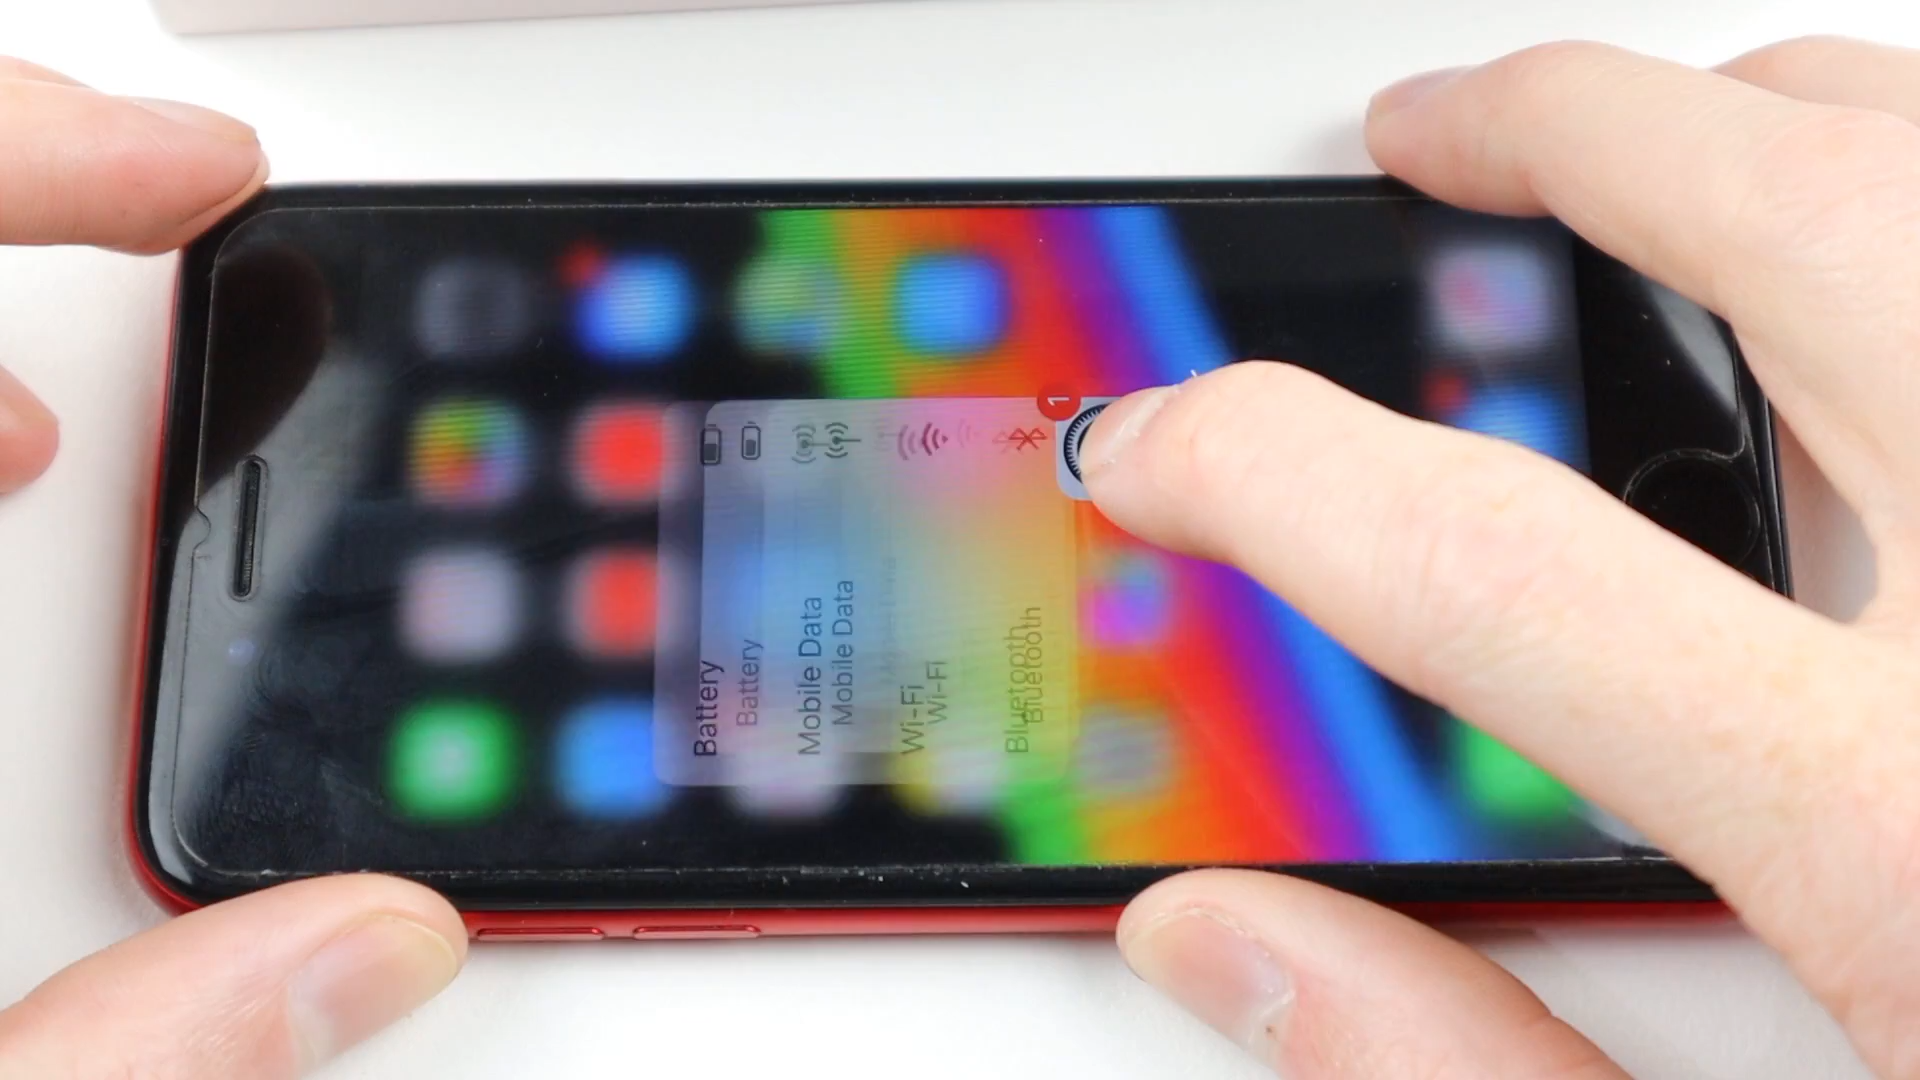 Battery
Battery
Mobile Data
Mobile Data
Wi-Fi
Wi-Fi
Bluetooth
Bluetooth
1